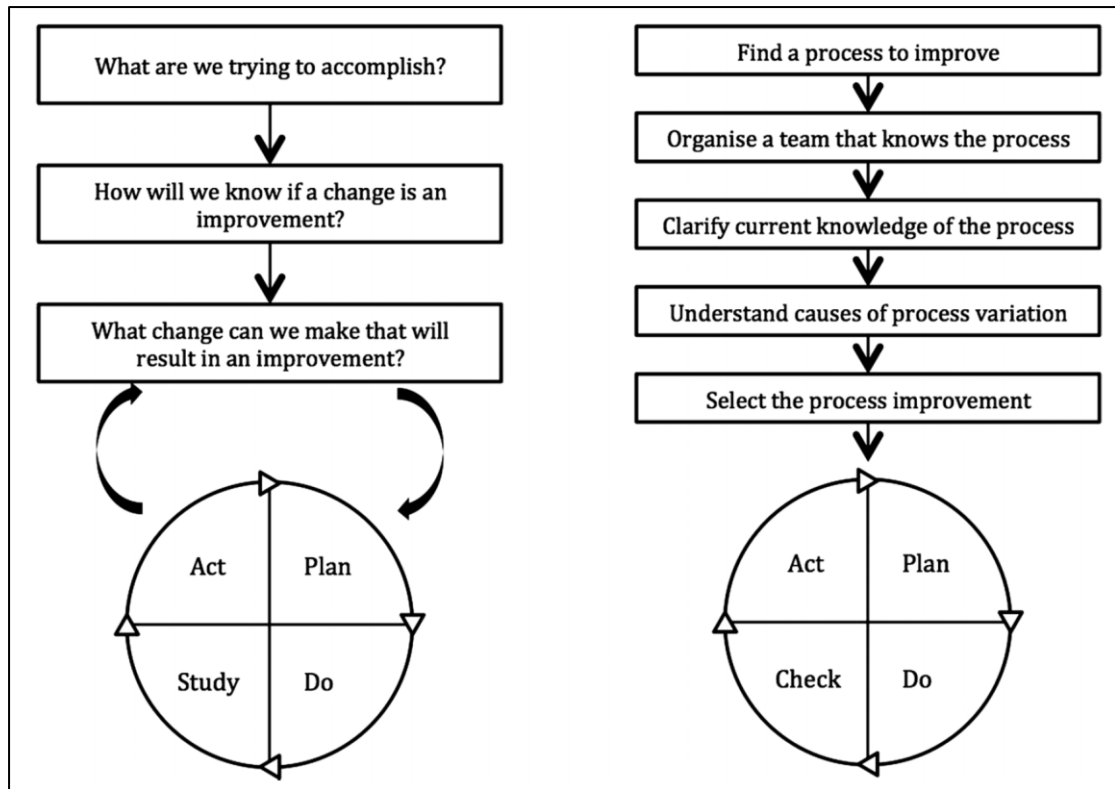 What are we trying to accomplish?
How will we know if a change is an
improvement?
What change can we make that will
result in an improvement?
Act
Plan
Study
Do
Find a process to improve
Organise a team that knows the process
Clarify current knowledge of the process
Understand causes of process variation
Select the process improvement
Act
Plan
Check
Do